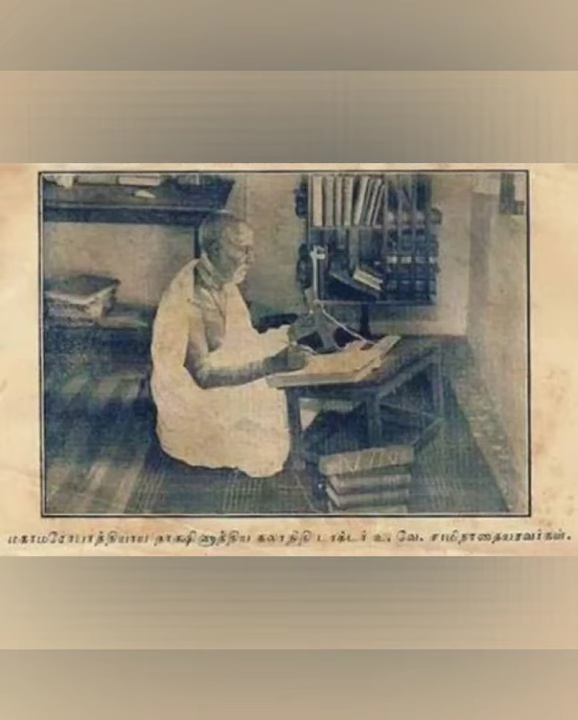 மகாமஹோபாத்தியாய தாக்ஷிணாத்திய கலாநிதி டாக்டர் உ. வே. சாமிநாதையரவர்கள்.